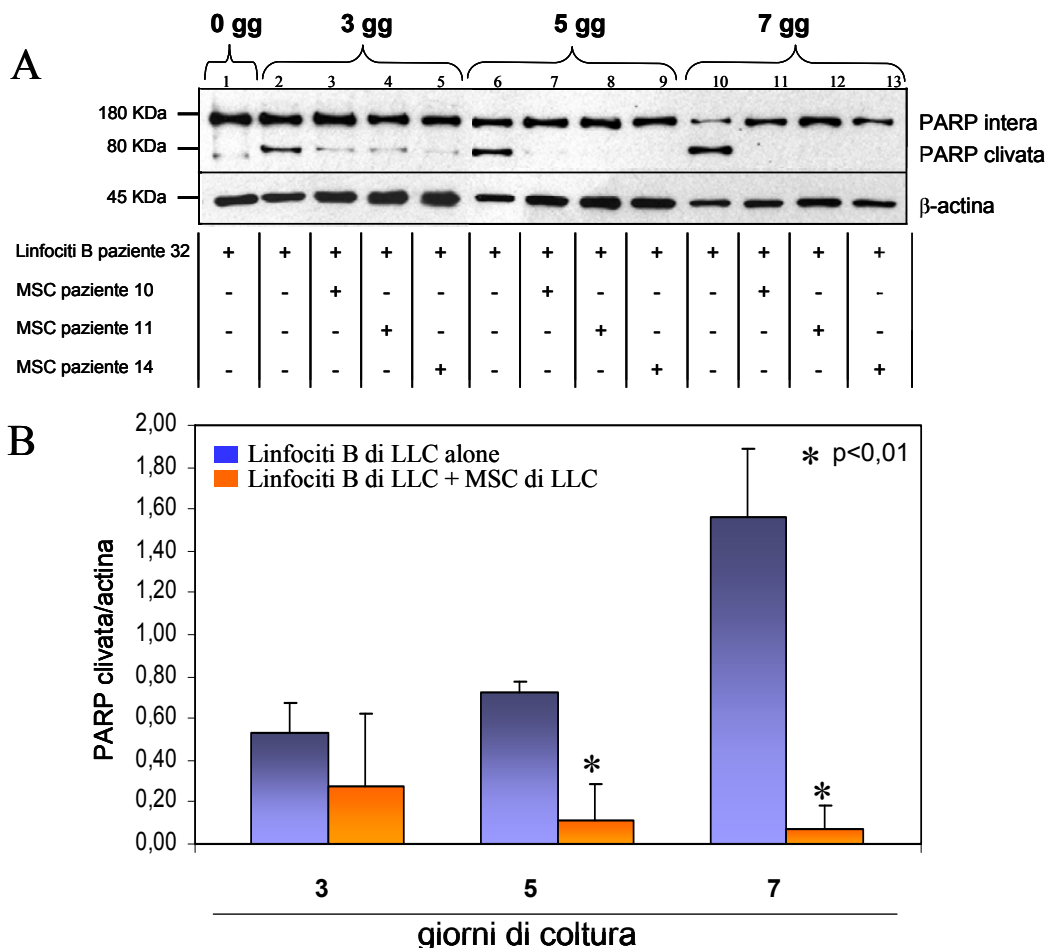 0 gg 3 gg 5 gg 7 gg
A
1 2 3 4 5 6 7 8 9 10 11 12 13
180 KDa PARP intera
80 KDa PARP clivata
45 KDa β-actina
Linfociti B paziente 32 + + + + + + + + + + + + +
MSC paziente 10 - - + - - - + - - - + - -
MSC paziente 11 - - - + - - - + - - - + -
MSC paziente 14 - - - - + - - - + - - - +
B
2,00
1,80
1,60
1,40
1,20
1,00
0,80
0,60
0,40
0,20
0,00
PARP clivata/actina
Linfociti B di LLC alone
Linfociti B di LLC + MSC di LLC
* p<0,01
*
*
3 5 7
giorni di coltura